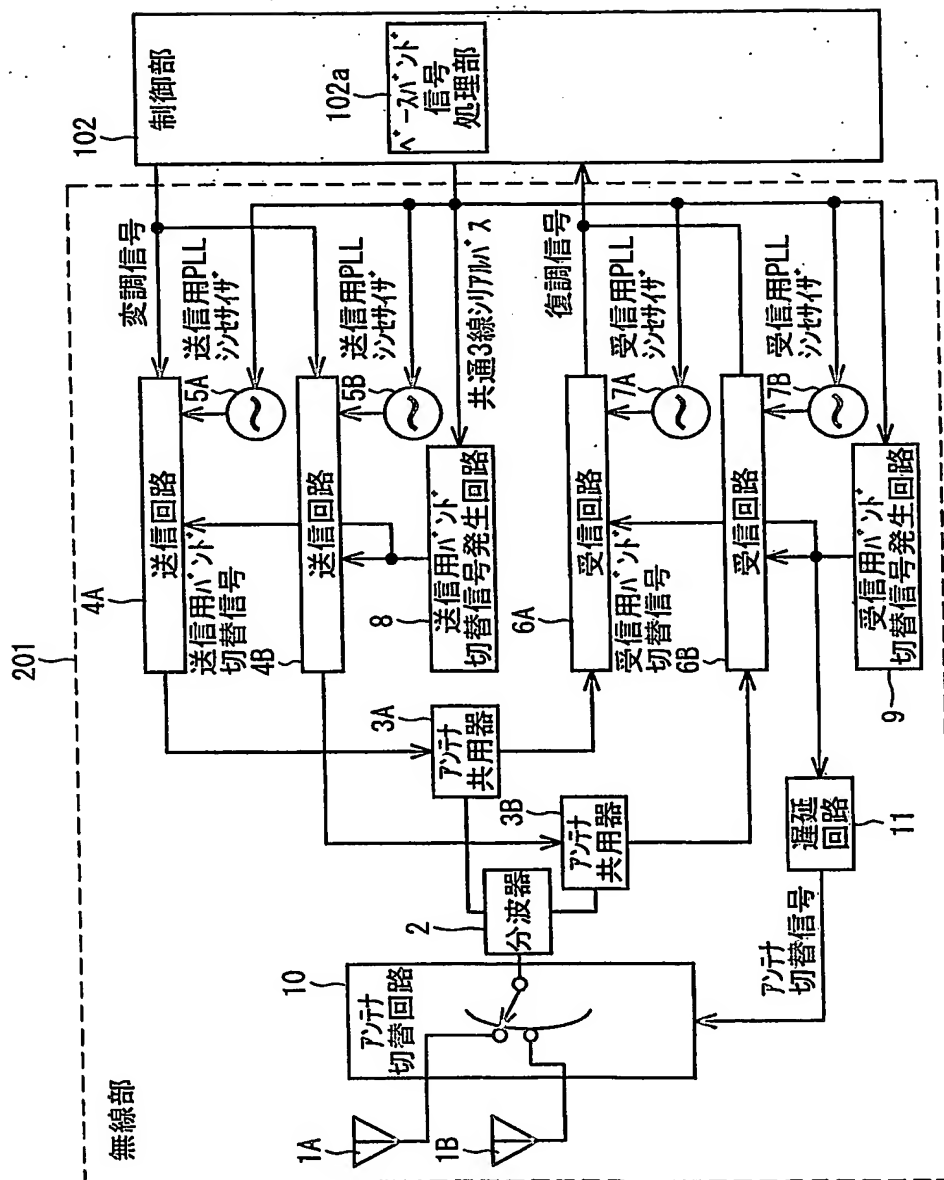 無線部
201
1A
1B
10
アンテナ
切替回路
2
分波器
3A
アンテナ
共用器
3B
アンテナ
共用器
アンテナ
切替信号
遅延
回路
11
4A
送信回路
変調信号
送信用PLL
シンセサイザ
5A
送信用バンド
切替信号
4B
送信回路
送信用PLL
シンセサイザ
5B
8
送信用バンド
切替信号発生回路
共通3線シリアルバス
6A
受信回路
復調信号
受信用PLL
シンセサイザ
7A
受信用バンド
切替信号
6B
受信回路
受信用PLL
シンセサイザ
7B
9
受信用バンド
切替信号発生回路
102
制御部
102a
ベースバンド
信号
処理部